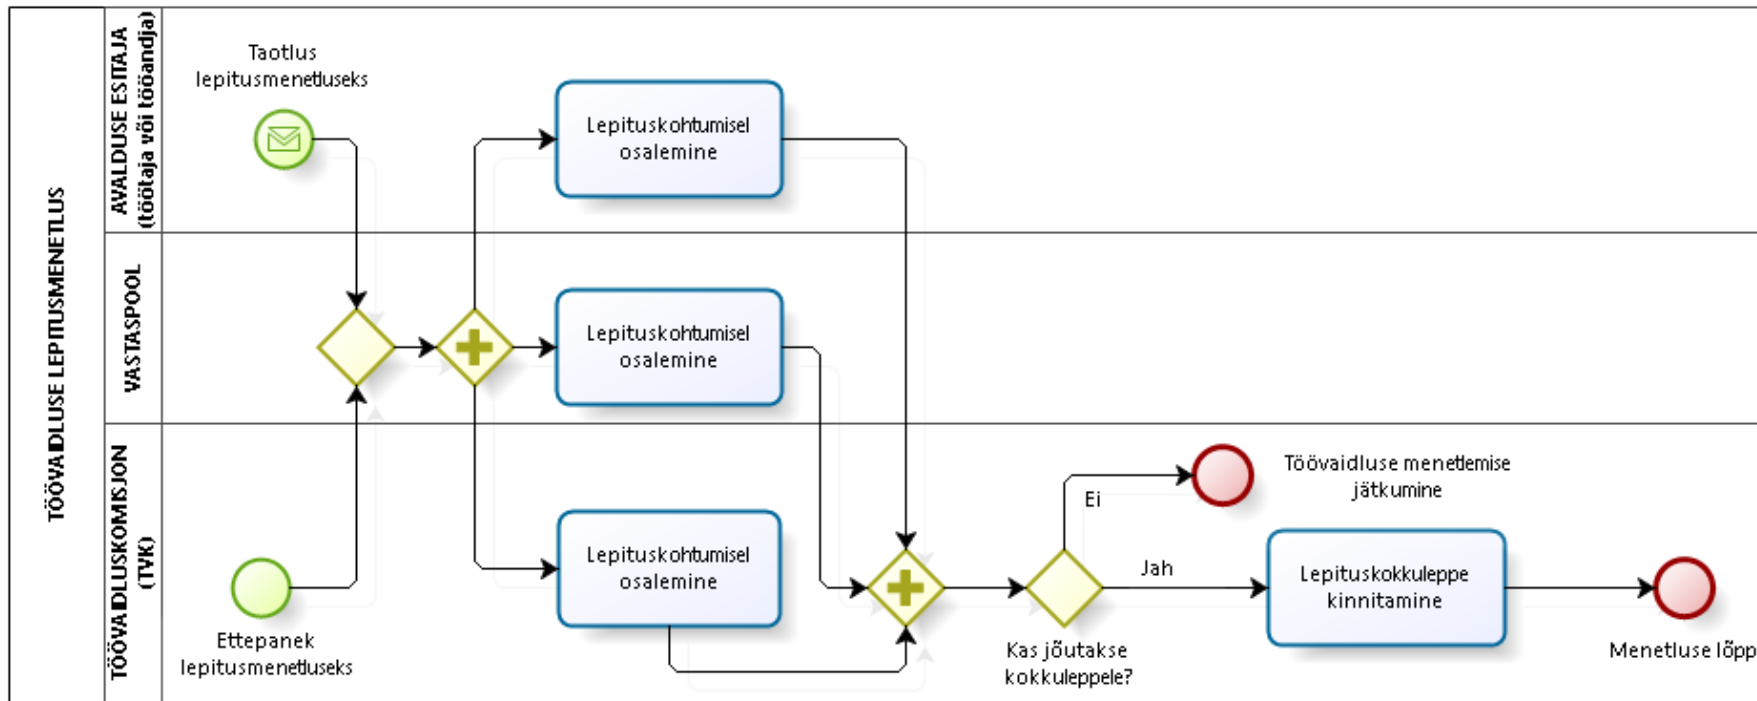 TÖÖVAIDLUSE LEPITUSMENETLUS
AVALDUSE ESITAJA
(töötaja või tööandja)
Taotlus
lepitusmenetluseks
Lepituskohtumisel
osalemine
VASTASPOOL
Lepituskohtumisel
osalemine
TÖÖVAIDLUSKOMISJON
(TVK)
Ettepanek
lepitusmenetluseks
Lepituskohtumisel
osalemine
Kas jõutakse
kokkuleppele?
Ei
Töövaidluse menetlemise
jätkumine
Jah
Lepituskokkuleppe
kinnitamine
Menetluse lõpp